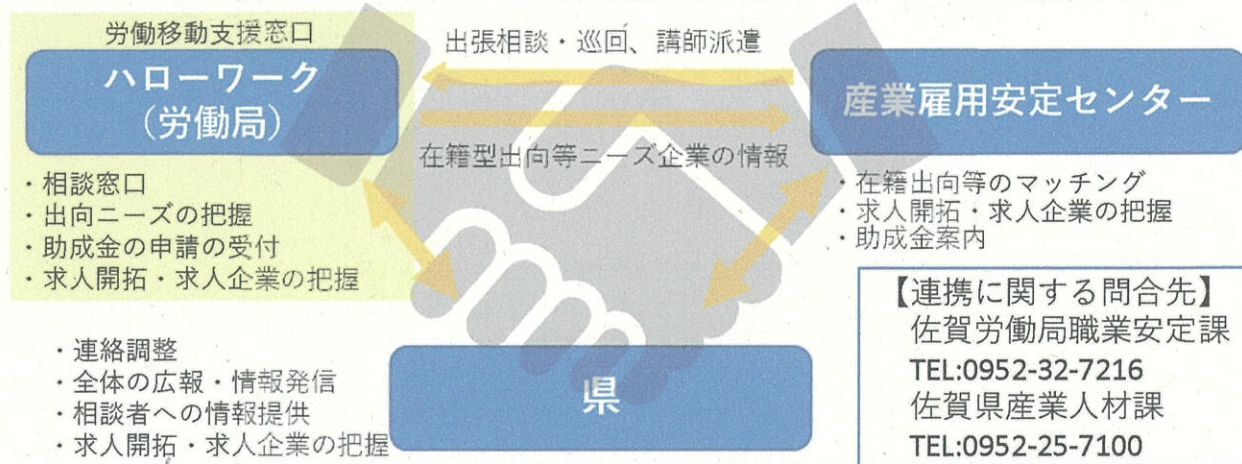 労働移動支援窓口
ハローワーク
（労働局）
・相談窓口
・出向ニーズの把握
・助成金の申請の受付
・求人開拓・求人企業の把握
出張相談・巡回、講師派遣
在籍型出向等ニーズ企業の情報
産業雇用安定センター
・在籍出向等のマッチング
・求人開拓・求人企業の把握
・助成金案内
・連絡調整
・全体の広報・情報発信
・相談者への情報提供
・求人開拓・求人企業の把握
県
【連携に関する問合先】
佐賀労働局職業安定課
TEL:0952-32-7216
佐賀県産業人材課
TEL:0952-25-7100